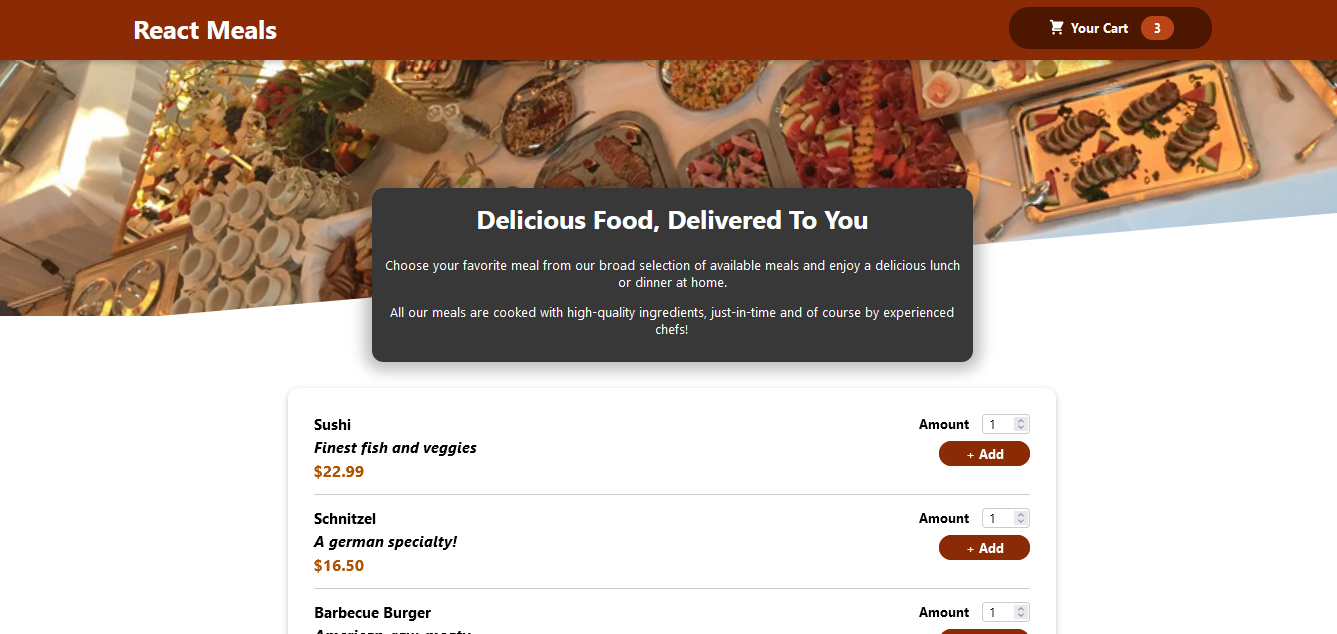 React Meals
Your Cart 3
Delicious Food, Delivered To You
Choose your favorite meal from our broad selection of available meals and enjoy a delicious lunch
or dinner at home.
All our meals are cooked with high-quality ingredients, just-in-time and of course by experienced
chefs!
Sushi
Amount 1
Finest fish and veggies
+ Add
$22.99
Schnitzel
Amount 1
A german specialty!
+ Add
$16.50
Barbecue Burger
Amount 1
American, raw, meaty